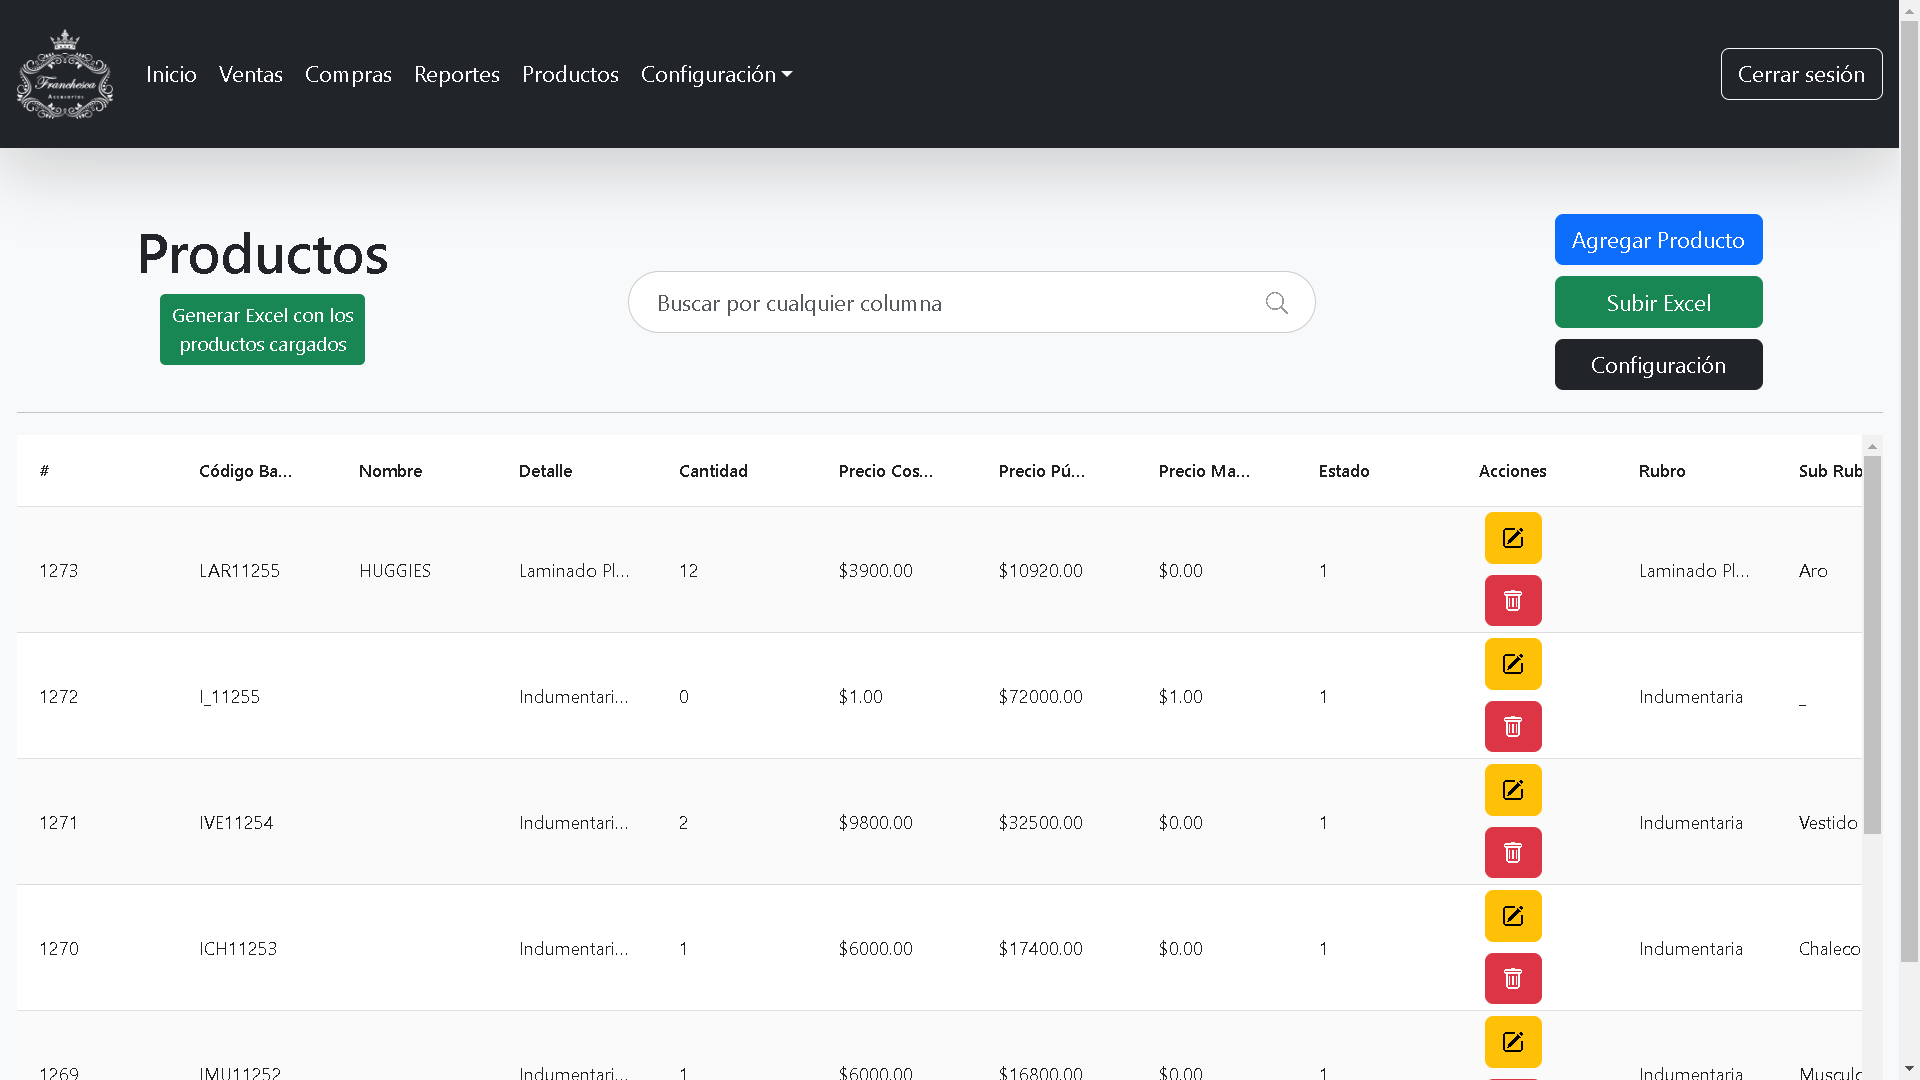 Franchesca
Accesorios
Inicio Ventas Compras Reportes Productos Configuración
Cerrar sesión
Productos
Generar Excel con los
productos cargados
Buscar por cualquier columna
Agregar Producto
Subir Excel
Configuración
# Código Ba... Nombre Detalle Cantidad Precio Cos... Precio Pú... Precio Ma... Estado Acciones Rubro Sub Rub
1273 LAR11255 HUGGIES Laminado Pl... 12 $3900.00 $10920.00 $0.00 1 Laminado Pl... Aro
1272 I_11255 Indumentari... 0 $1.00 $72000.00 $1.00 1 Indumentaria _
1271 IVE11254 Indumentari... 2 $9800.00 $32500.00 $0.00 1 Indumentaria Vestido
1270 ICH11253 Indumentari... 1 $6000.00 $17400.00 $0.00 1 Indumentaria Chaleco
1269 IMU11252 Indumentari... 1 $6000.00 $16800.00 $0.00 1 Indumentaria Musculo